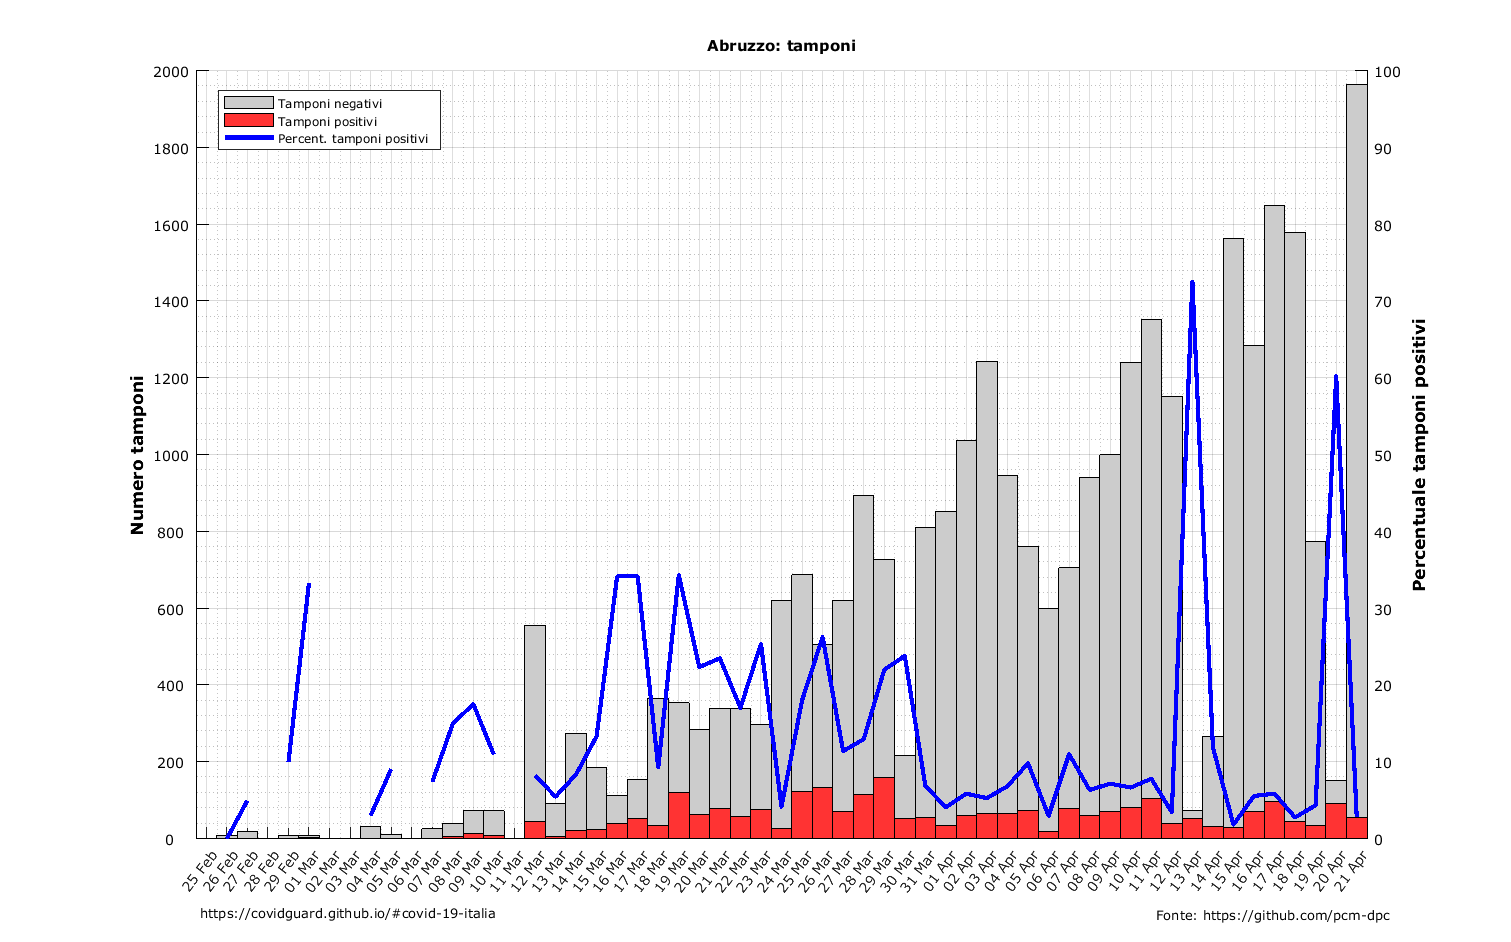 Abruzzo: tamponi
2000
1800
1600
1400
1200
1000
800
600
400
200
0
100
90
80
70
60
50
40
30
20
10
0
Tamponi negativi
Tamponi positivi
Percent. tamponi positivi
Numero tamponi
Percentuale tamponi positivi
25 Feb
26 Feb
27 Feb
28 Feb
29 Feb
01 Mar
02 Mar
03 Mar
04 Mar
05 Mar
06 Mar
07 Mar
08 Mar
09 Mar
10 Mar
11 Mar
12 Mar
13 Mar
14 Mar
15 Mar
16 Mar
17 Mar
18 Mar
19 Mar
20 Mar
21 Mar
22 Mar
23 Mar
24 Mar
25 Mar
26 Mar
27 Mar
28 Mar
29 Mar
30 Mar
31 Mar
01 Apr
02 Apr
03 Apr
04 Apr
05 Apr
06 Apr
07 Apr
08 Apr
09 Apr
10 Apr
11 Apr
12 Apr
13 Apr
14 Apr
15 Apr
16 Apr
17 Apr
18 Apr
19 Apr
20 Apr
21 Apr
https://covidguard.github.io/#covid-19-italia
Fonte: https://github.com/pcm-dpc